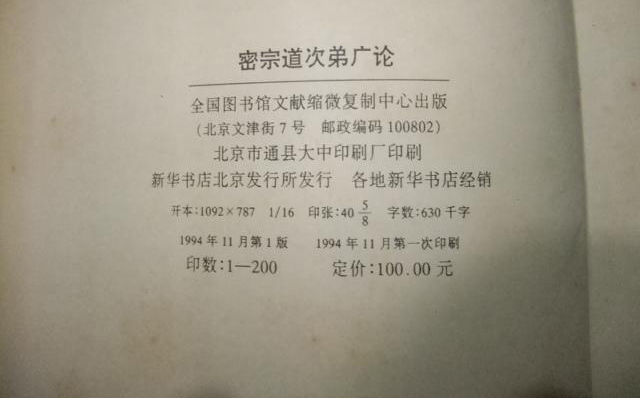 密宗道次弟广论
全国图书馆文献缩微复制中心出版
(北京文津街7号 邮政编码100802)
北京市通县大中印刷厂印刷
新华书店北京发行所发行 各地新华书店经销
开本:1092×787 1/16 印张:40 5/8 字数:630千字
1994年11月第1版 1994年11月第一次印刷
印数:1—200 定价:100.00元